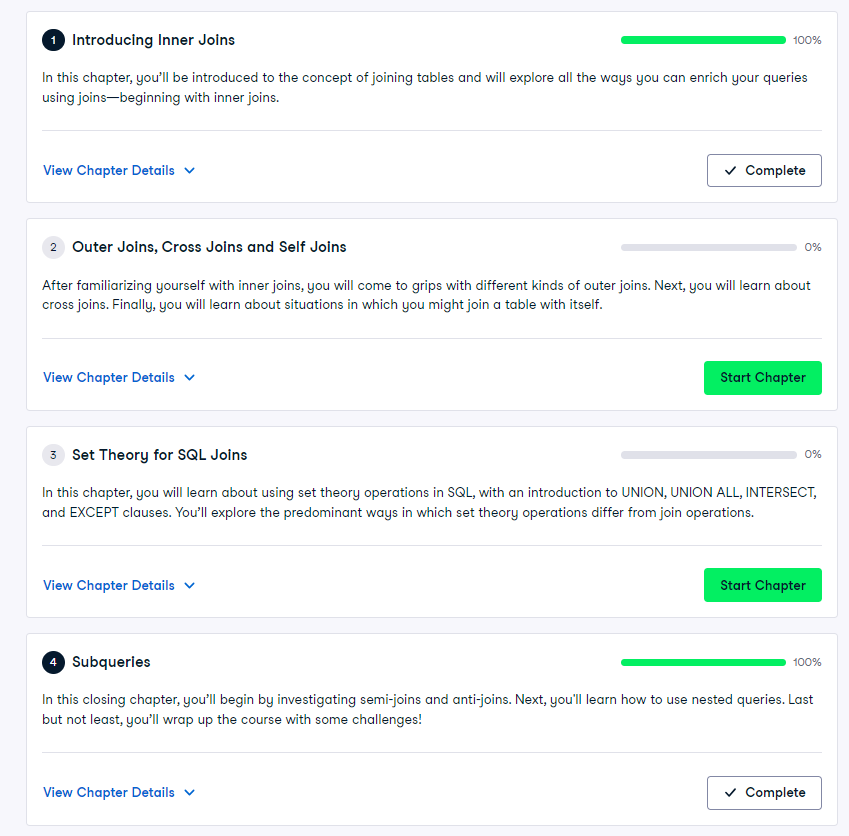 1 Introducing Inner Joins 100%
In this chapter, you'll be introduced to the concept of joining tables and will explore all the ways you can enrich your queries
using joins—beginning with inner joins.
View Chapter Details Complete
2 Outer Joins, Cross Joins and Self Joins 0%
After familiarizing yourself with inner joins, you will come to grips with different kinds of outer joins. Next, you will learn about
cross joins. Finally, you will learn about situations in which you might join a table with itself.
View Chapter Details Start Chapter
3 Set Theory for SQL Joins 0%
In this chapter, you will learn about using set theory operations in SQL, with an introduction to UNION, UNION ALL, INTERSECT,
and EXCEPT clauses. You'll explore the predominant ways in which set theory operations differ from join operations.
View Chapter Details Start Chapter
4 Subqueries 100%
In this closing chapter, you'll begin by investigating semi-joins and anti-joins. Next, you'll learn how to use nested queries. Last
but not least, you'll wrap up the course with some challenges!
View Chapter Details Complete